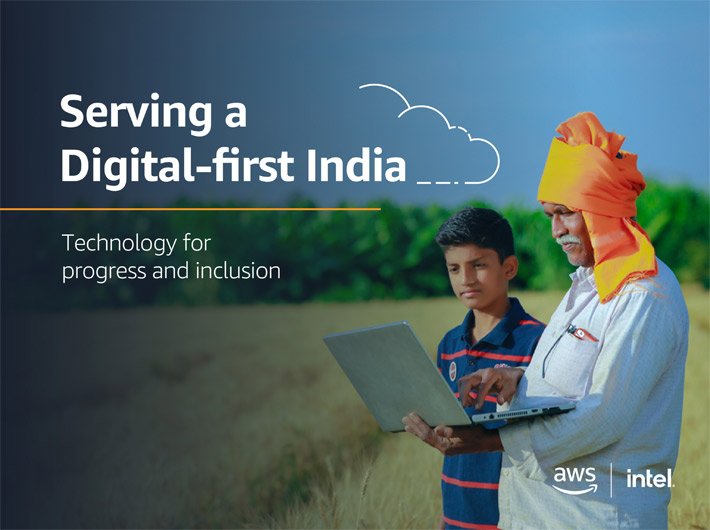 Serving a
Digital-first India
Technology for
progress and inclusion
aws
intel.